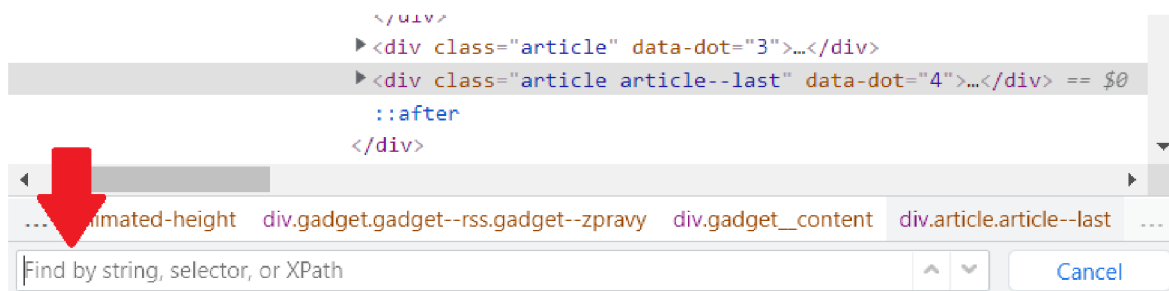 </div>
<div class="article" data-dot="3">…</div>
<div class="article article--last" data-dot="4">…</div> == $0
::after
</div>
... div.gadget.gadget--rss.gadget--zpravy div.gadget__content div.article.article--last ...
Find by string, selector, or XPath Cancel